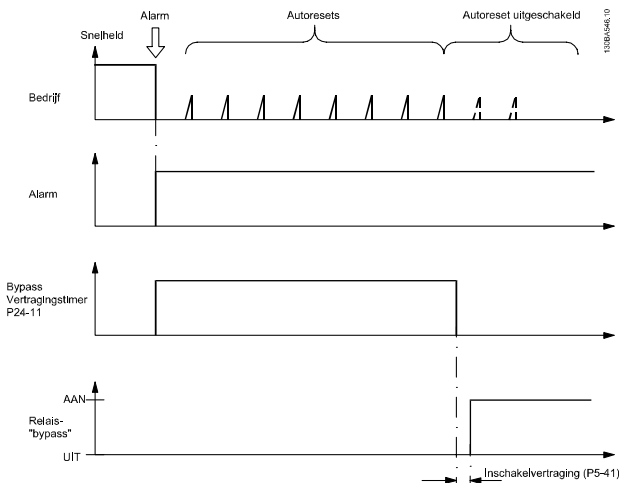 Alarm
Autoresets
Autoreset uitgeschakeld
130BA546.10
Snelheld
Bedrijf
Alarm
Bypass
Vertragingstimer
P24-11
AAN
Relais-
"bypass"
UIT
Inschakelvertraging (P5-41)